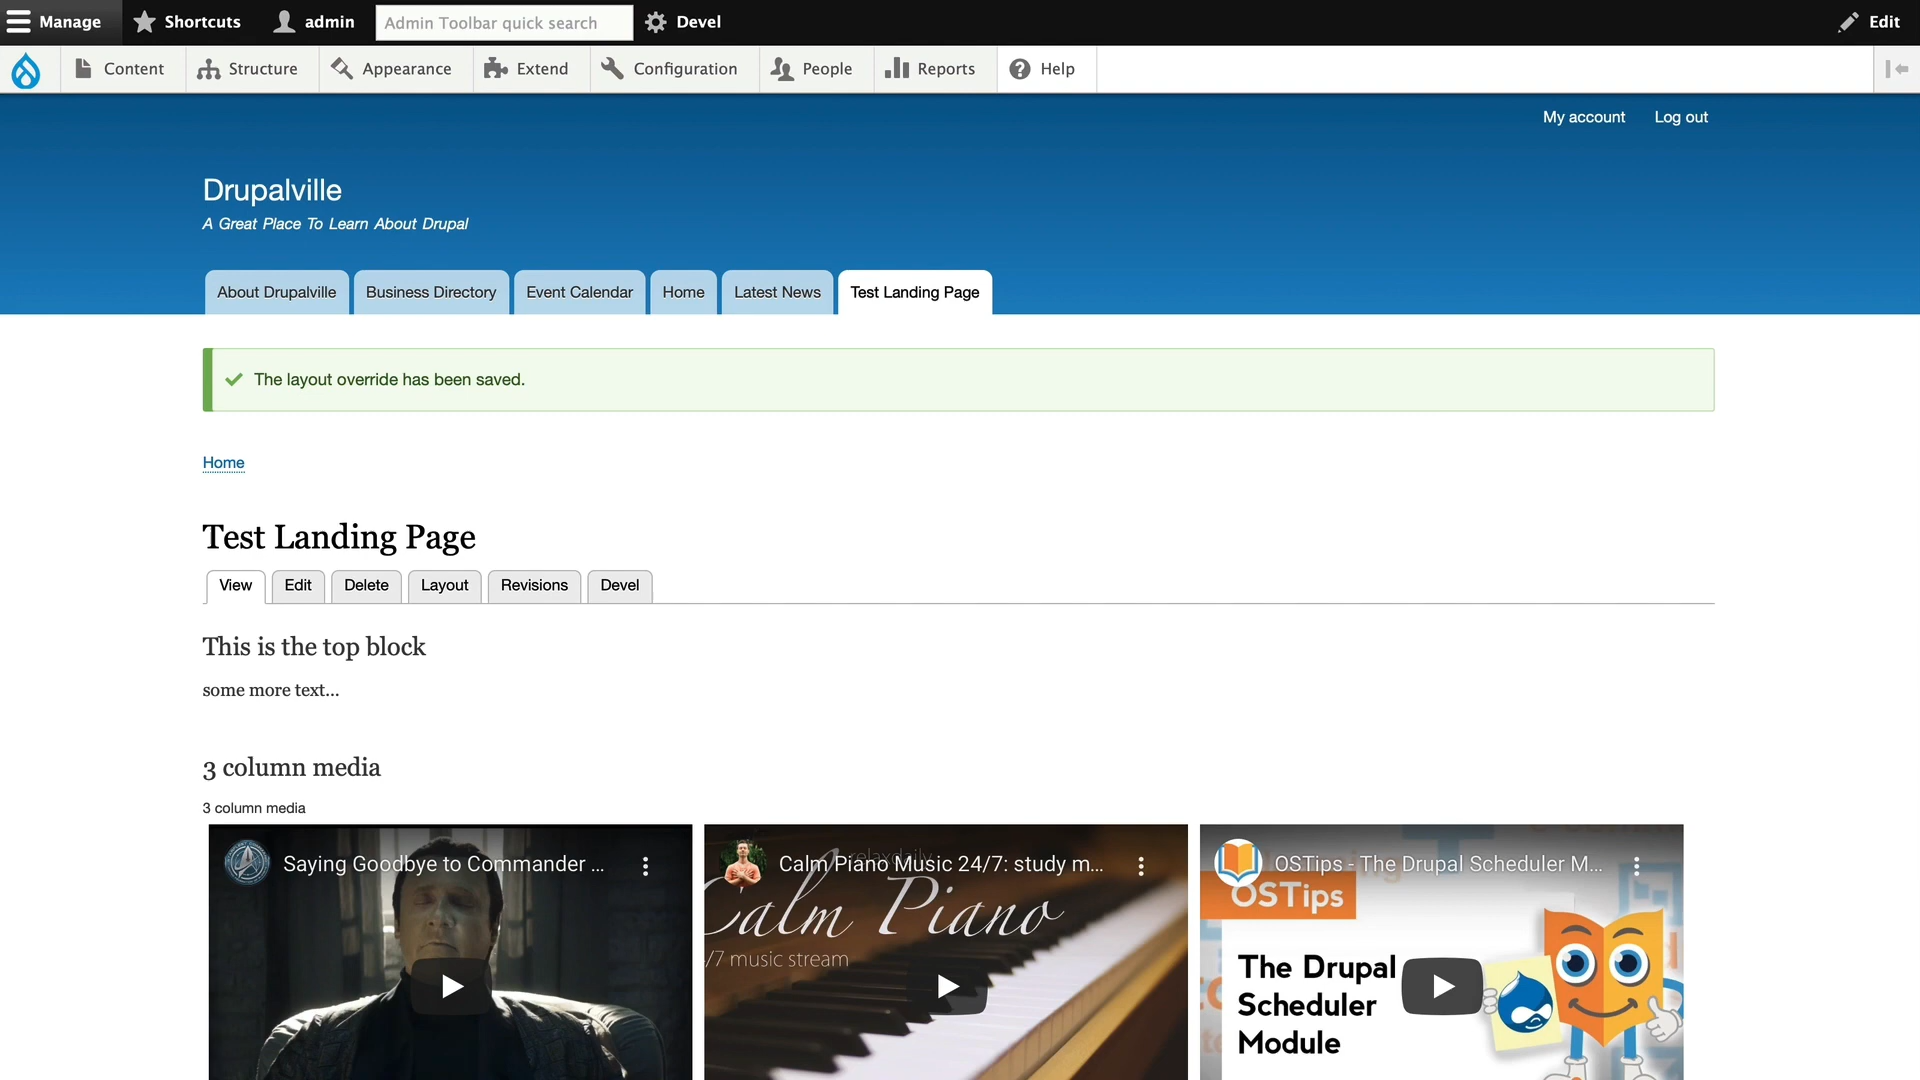 Manage Shortcuts admin Admin Toolbar quick search Devel Edit
Content Structure Appearance Extend Configuration People Reports Help
My account Log out
Drupalville
A Great Place To Learn About Drupal
About Drupalville Business Directory Event Calendar Home Latest News Test Landing Page
The layout override has been saved.
Home
Test Landing Page
View Edit Delete Layout Revisions Devel
This is the top block
some more text...
3 column media
3 column media
Saying Goodbye to Commander ...
Calm Piano Music 24/7: study m...
relaxdaily
Calm Piano
/7 music stream
OSTips - The Drupal Scheduler M...
OSTips
The Drupal
Scheduler
Module